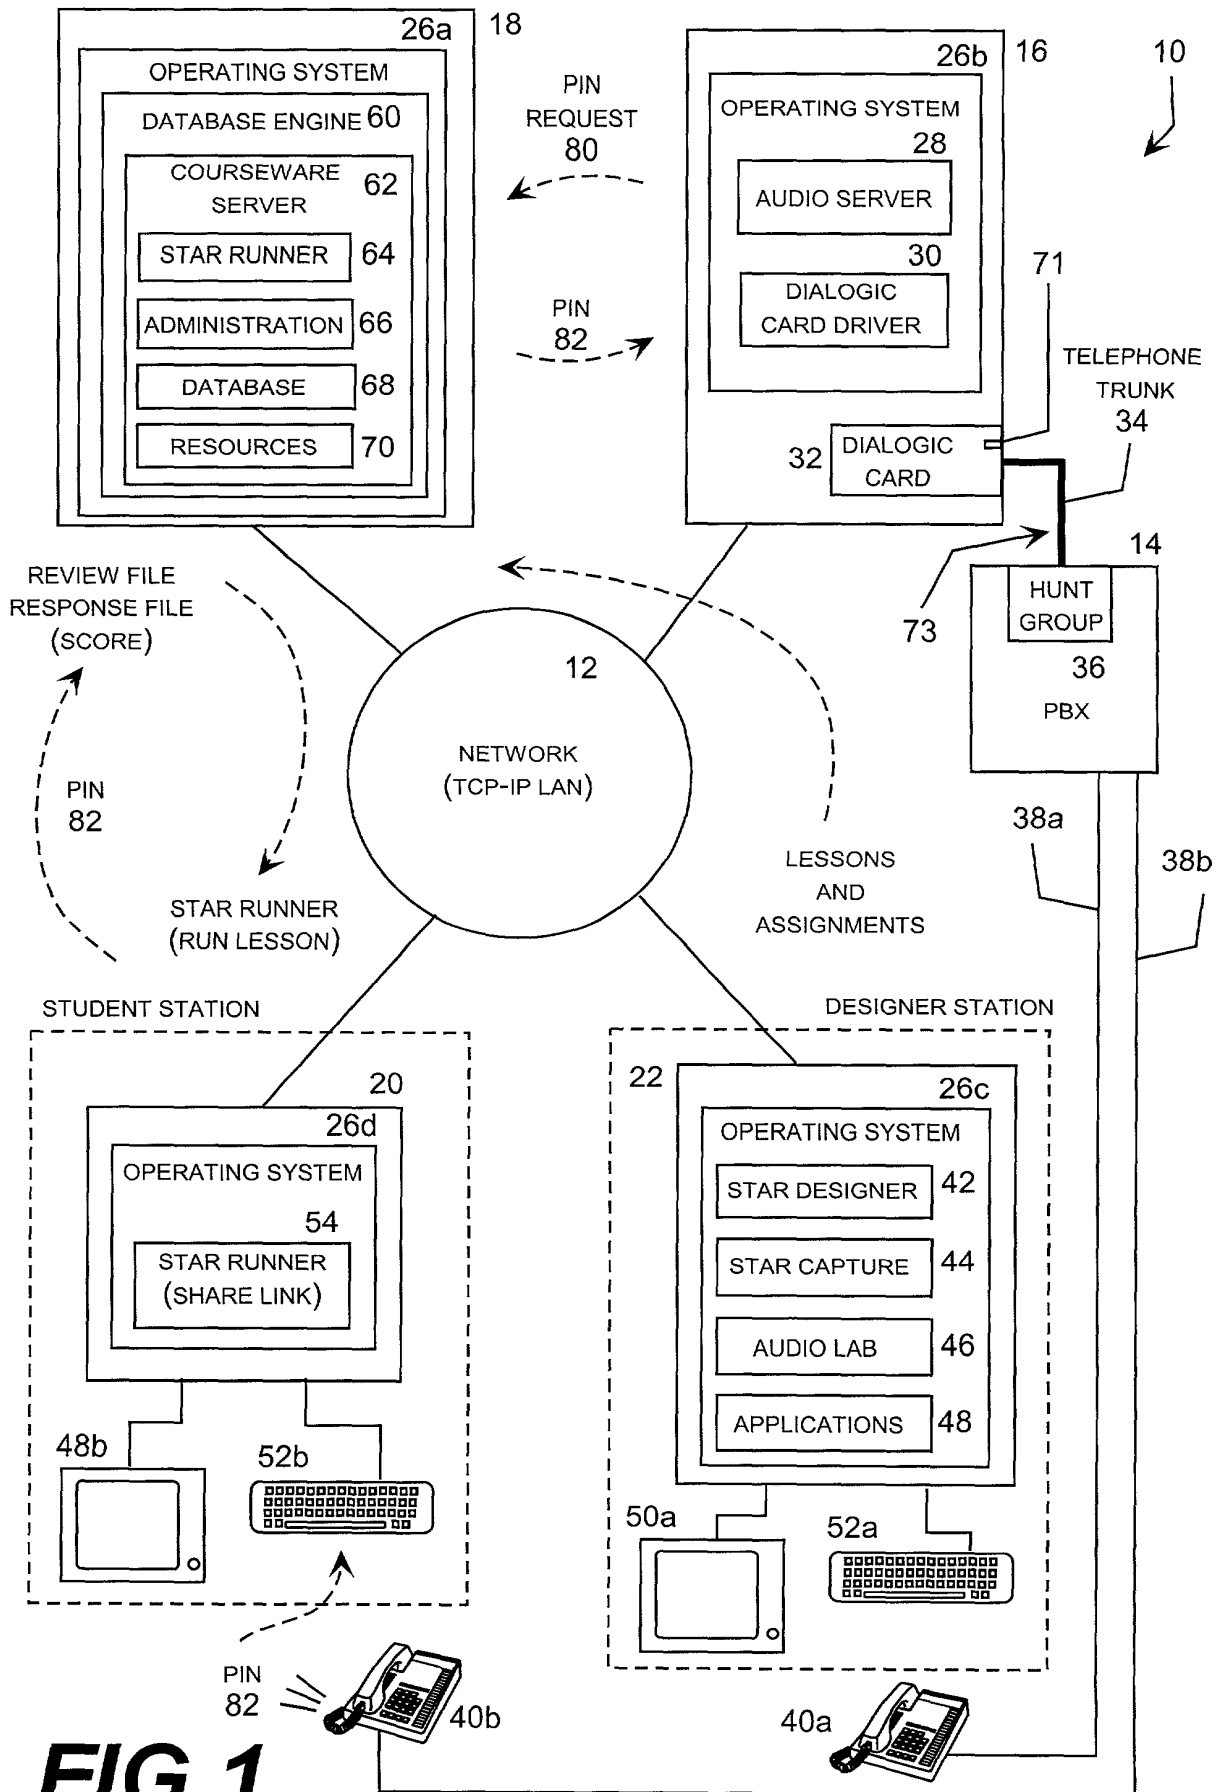 26a
18
OPERATING SYSTEM
DATABASE ENGINE 60
COURSEWARE
SERVER
62
STAR RUNNER
64
ADMINISTRATION
66
DATABASE
68
RESOURCES
70
PIN
REQUEST
80
PIN
82
26b
16
10
OPERATING SYSTEM
28
AUDIO SERVER
30
DIALOGIC
CARD DRIVER
71
TELEPHONE
TRUNK
34
32
DIALOGIC
CARD
14
HUNT
GROUP
73
36
PBX
REVIEW FILE
RESPONSE FILE
(SCORE)
12
NETWORK
(TCP-IP LAN)
PIN
82
38a
38b
LESSONS
AND
ASSIGNMENTS
STAR RUNNER
(RUN LESSON)
STUDENT STATION
DESIGNER STATION
20
26d
OPERATING SYSTEM
54
STAR RUNNER
(SHARE LINK)
48b
52b
22
26c
OPERATING SYSTEM
STAR DESIGNER
42
STAR CAPTURE
44
AUDIO LAB
46
APPLICATIONS
48
50a
52a
PIN
82
40b
40a
FIG 1